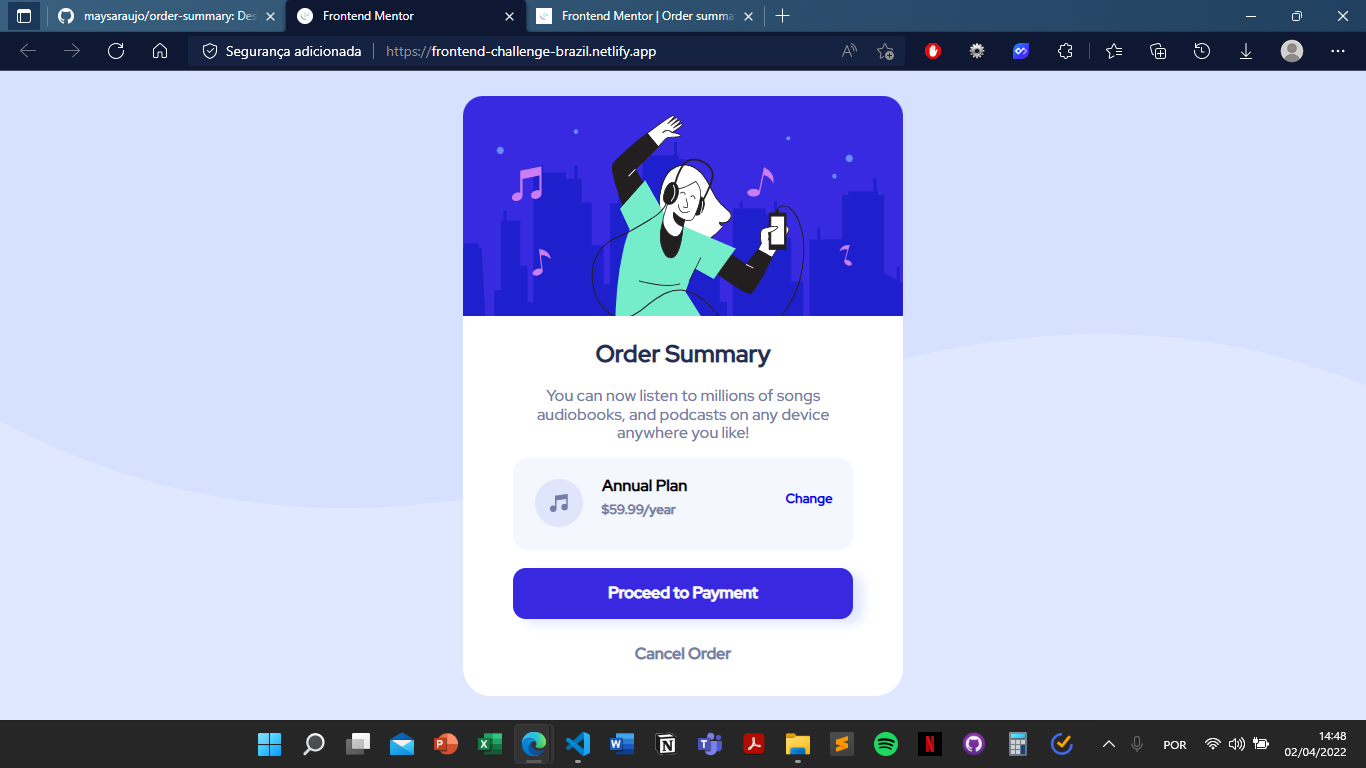 maysaraujo/order-summary: Des
Frontend Mentor
Frontend Mentor | Order summa
Segurança adicionada
https://frontend-challenge-brazil.netlify.app
Order Summary
You can now listen to millions of songs
audiobooks, and podcasts on any device
anywhere you like!
Annual Plan
$59.99/year
Change
Proceed to Payment
Cancel Order
POR
14:48
02/04/2022